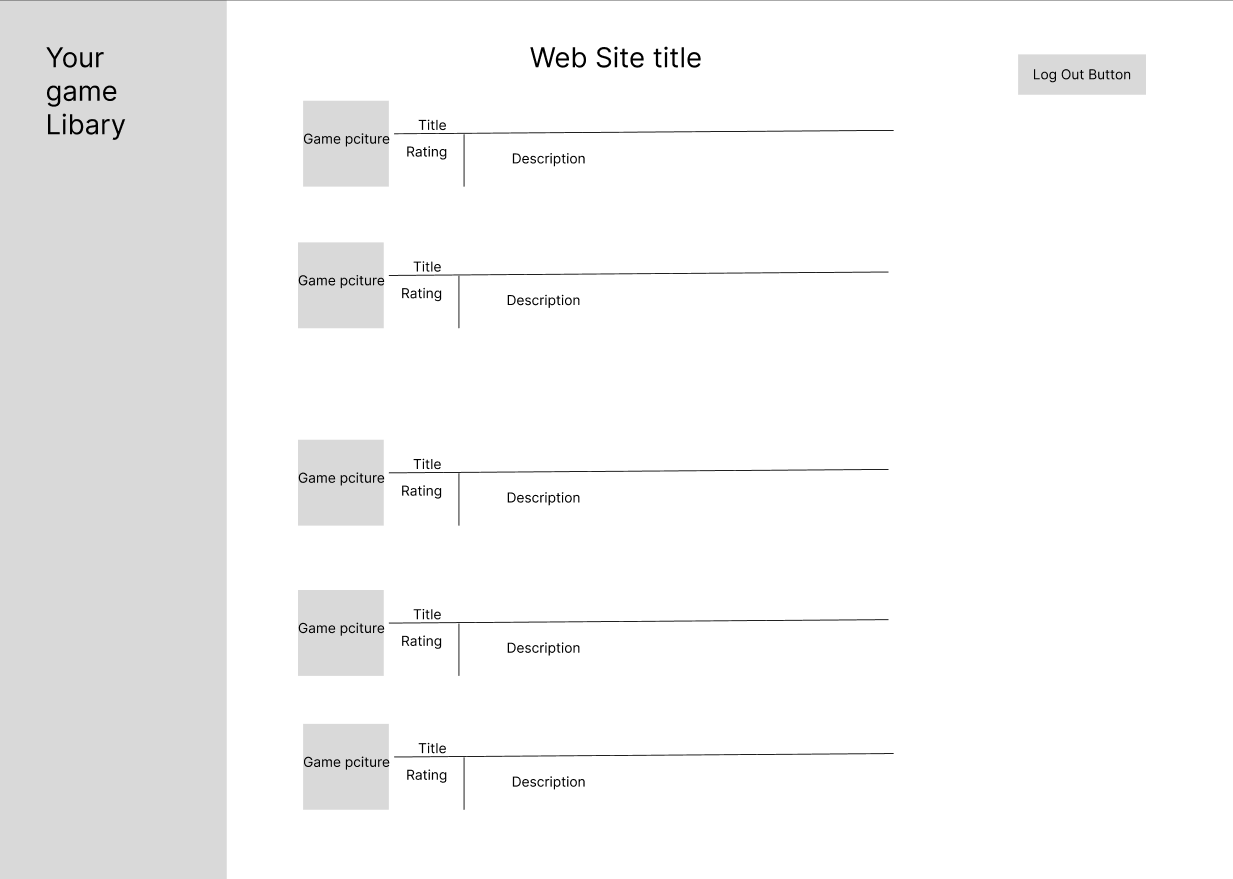 Your
game
Libary
Web Site title
Log Out Button
Game pciture
Title
Rating
Description
Game pciture
Title
Rating
Description
Game pciture
Title
Rating
Description
Game pciture
Title
Rating
Description
Game pciture
Title
Rating
Description